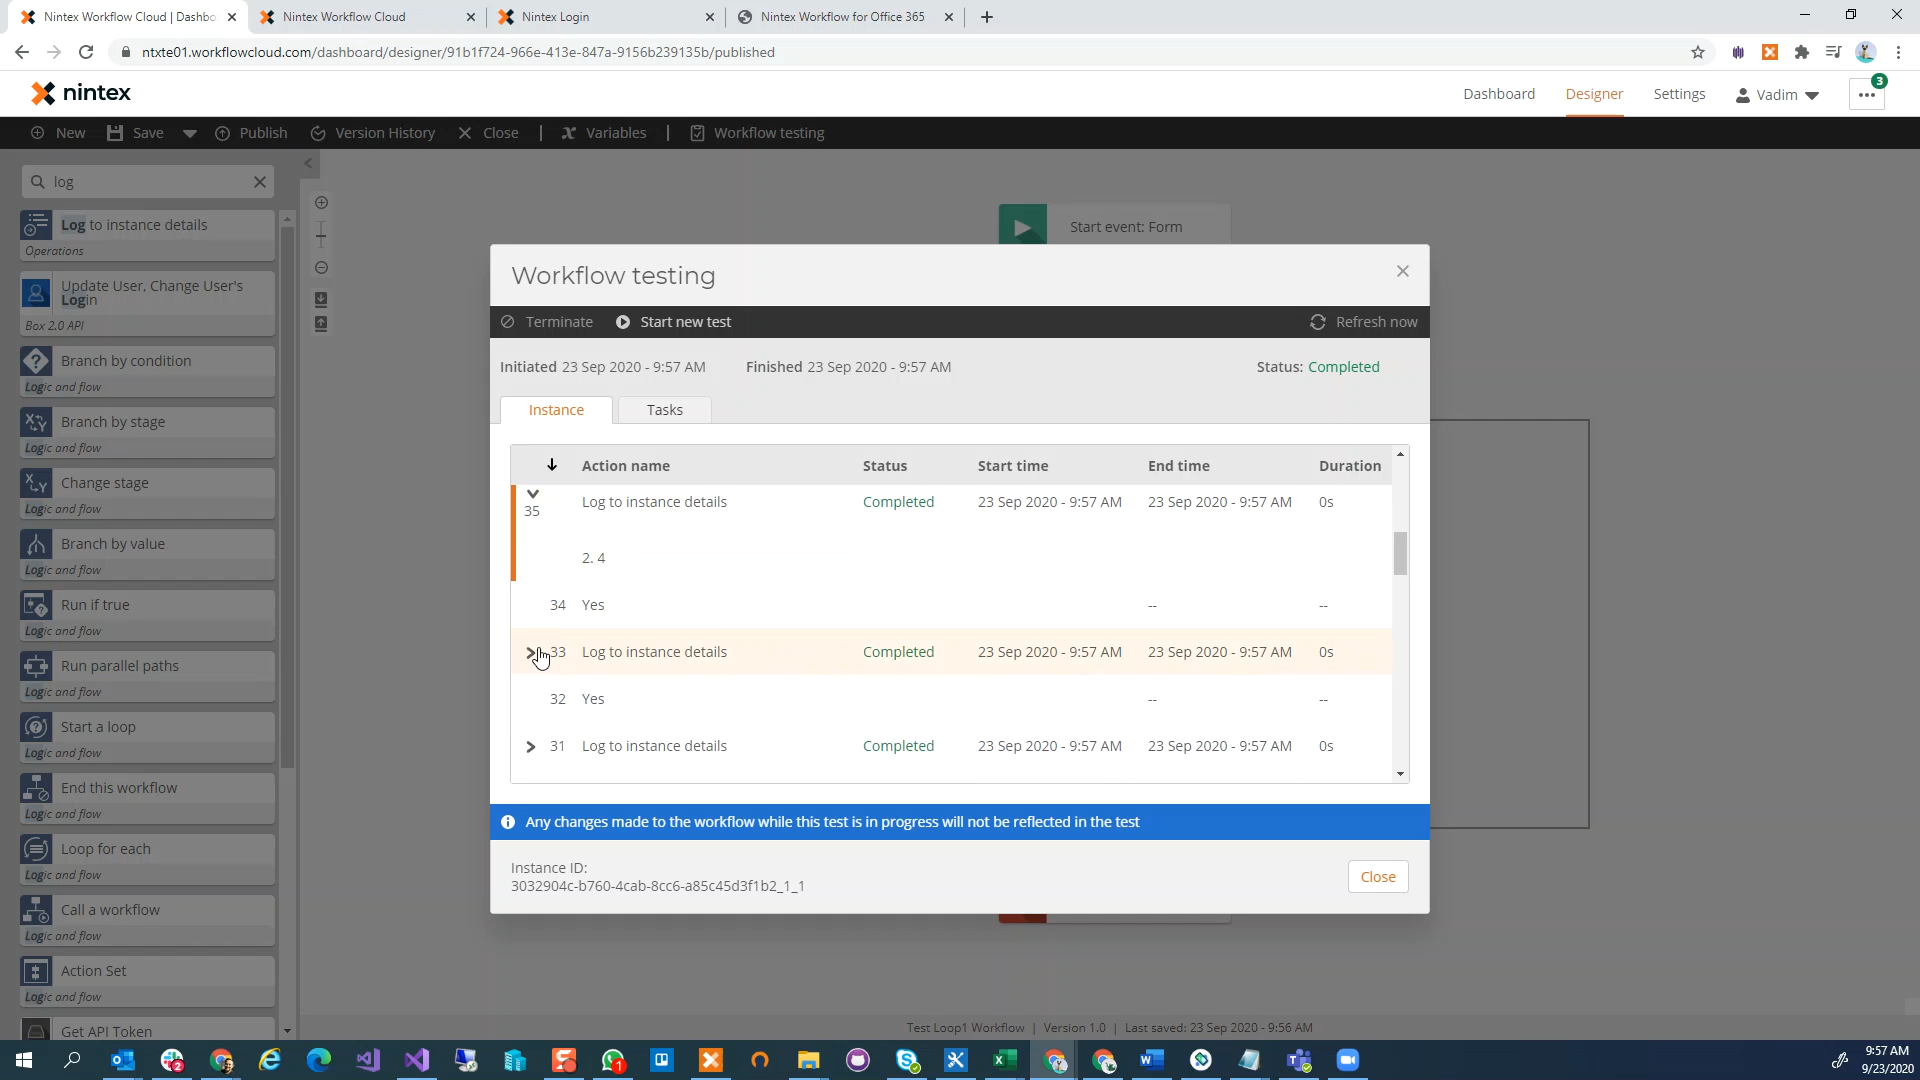 Nintex Workflow Cloud | Dashbo
Nintex Workflow Cloud
Nintex Login
Nintex Workflow for Office 365
ntxte01.workflowcloud.com/dashboard/designer/91b1f724-966e-413e-847a-9156b239135b/published
nintex
Dashboard
Designer
Settings
Vadim
3
New
Save
Publish
Version History
Close
Variables
Workflow testing
log
Log to instance details
Operations
Update User, Change User's
Login
Box 2.0 API
Branch by condition
Logic and flow
Branch by stage
Logic and flow
Change stage
Logic and flow
Branch by value
Logic and flow
Run if true
Logic and flow
Run parallel paths
Logic and flow
Start a loop
Logic and flow
End this workflow
Logic and flow
Loop for each
Logic and flow
Call a workflow
Logic and flow
Action Set
Logic and flow
Get API Token
Start event: Form
Workflow testing
Terminate
Start new test
Refresh now
Initiated 23 Sep 2020 - 9:57 AM
Finished 23 Sep 2020 - 9:57 AM
Status: Completed
Instance
Tasks
Action name Status Start time End time Duration
35 Log to instance details Completed 23 Sep 2020 - 9:57 AM 23 Sep 2020 - 9:57 AM 0s
2. 4
34 Yes -- --
33 Log to instance details Completed 23 Sep 2020 - 9:57 AM 23 Sep 2020 - 9:57 AM 0s
32 Yes -- --
31 Log to instance details Completed 23 Sep 2020 - 9:57 AM 23 Sep 2020 - 9:57 AM 0s
Any changes made to the workflow while this test is in progress will not be reflected in the test
Instance ID:
3032904c-b760-4cab-8cc6-a85c45d3f1b2_1_1
Close
Test Loop1 Workflow | Version 1.0 | Last saved: 23 Sep 2020 - 9:56 AM
2
1
9:57 AM
9/23/2020